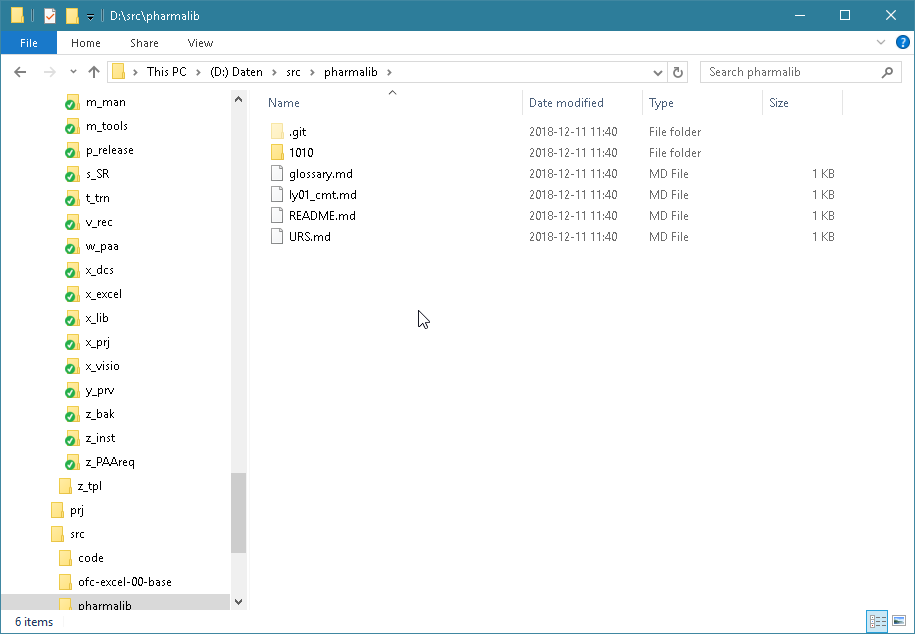 D:\src\pharmalib
File Home Share View
This PC (D:) Daten src pharmalib
Search pharmalib
m_man
m_tools
p_release
s_SR
t_trn
v_rec
w_paa
x_dcs
x_excel
x_lib
x_prj
x_visio
y_prv
z_bak
z_inst
z_PAAreq
z_tpl
prj
src
code
ofc-excel-00-base
pharmalib
Name Date modified Type Size
.git 2018-12-11 11:40 File folder
1010 2018-12-11 11:40 File folder
glossary.md 2018-12-11 11:40 MD File 1 KB
ly01_cmt.md 2018-12-11 11:40 MD File 1 KB
README.md 2018-12-11 11:40 MD File 1 KB
URS.md 2018-12-11 11:40 MD File 1 KB
6 items